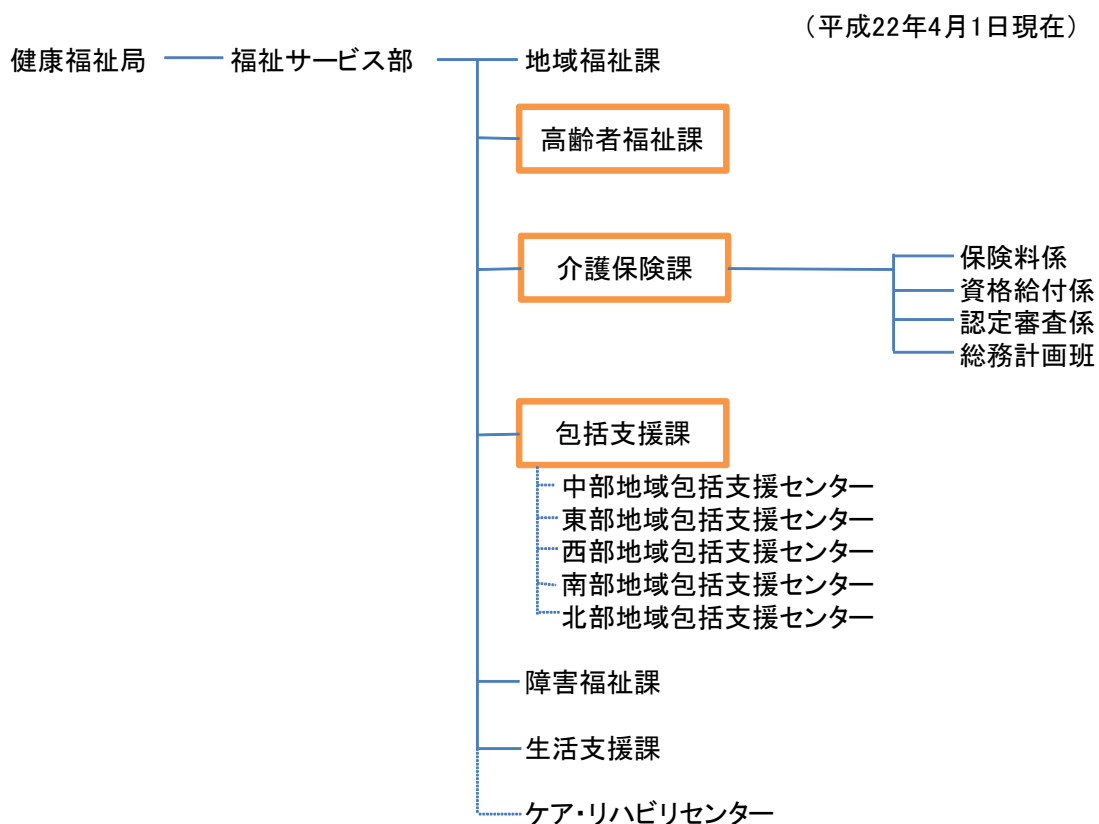 （平成22年4月1日現在）
健康福祉局 福祉サービス部 地域福祉課
高齢者福祉課
介護保険課
保険料係
資格給付係
認定審査係
総務計画班
包括支援課
中部地域包括支援センター
東部地域包括支援センター
西部地域包括支援センター
南部地域包括支援センター
北部地域包括支援センター
障害福祉課
生活支援課
ケア・リハビリセンター